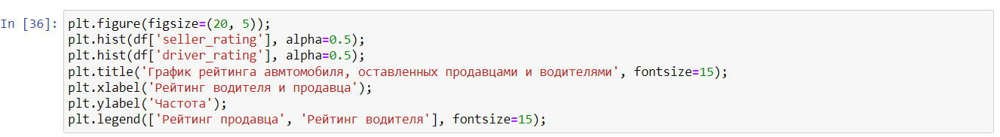 In [36]: plt.figure(figsize=(20, 5));
plt.hist(df['seller_rating'], alpha=0.5);
plt.hist(df['driver_rating'], alpha=0.5);
plt.title('График рейтинга авмтомобиля, оставленных продавцами и водителями', fontsize=15);
plt.xlabel('Рейтинг водителя и продавца');
plt.ylabel('Частота');
plt.legend(['Рейтинг продавца', 'Рейтинг водителя'], fontsize=15);